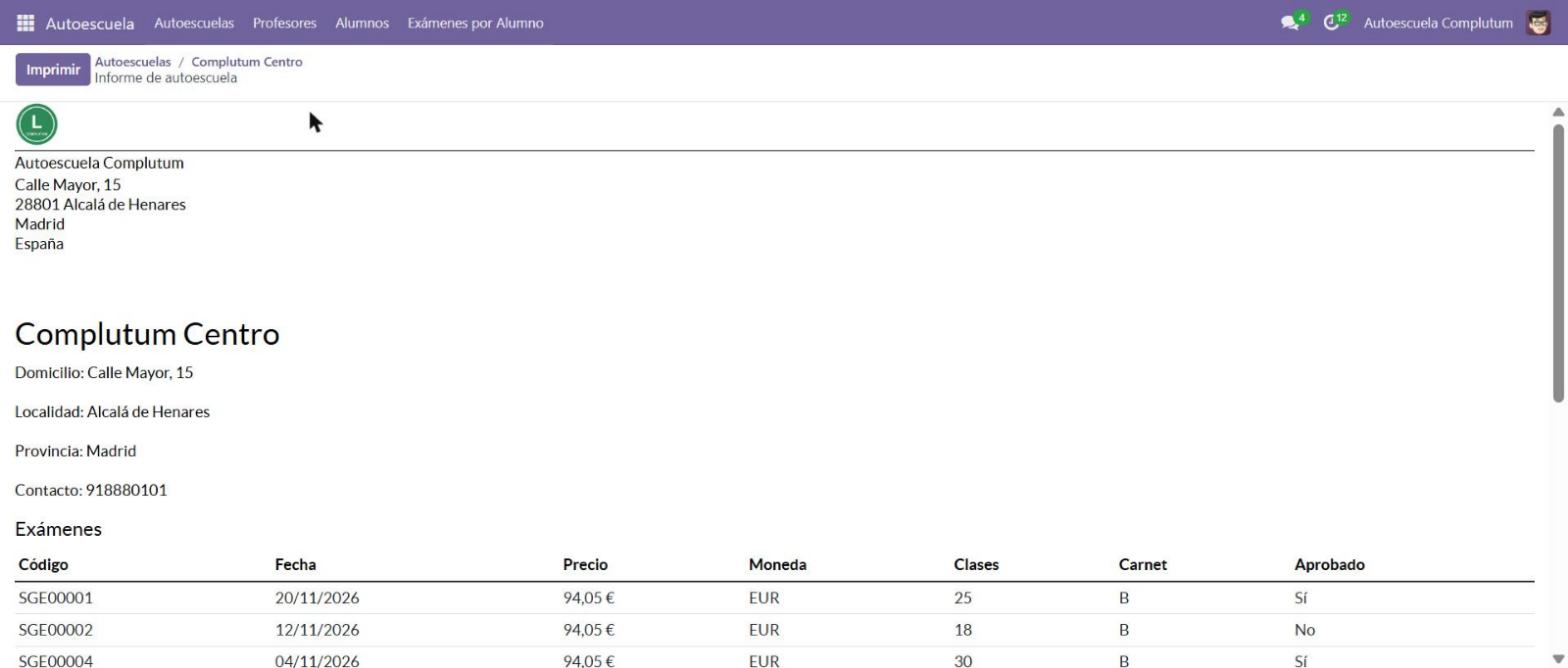 Autoescuela Autoescuelas Profesores Alumnos Exámenes por Alumno 4 12 Autoescuela Complutum
Imprimir
Autoescuelas / Complutum Centro
Informe de autoescuela
L
Autoescuela Complutum
Calle Mayor, 15
28801 Alcalá de Henares
Madrid
España
Complutum Centro
Domicilio: Calle Mayor, 15
Localidad: Alcalá de Henares
Provincia: Madrid
Contacto: 918880101
Exámenes
Código Fecha Precio Moneda Clases Carnet Aprobado
SGE00001 20/11/2026 94,05 € EUR 25 B Sí
SGE00002 12/11/2026 94,05 € EUR 18 B No
SGE00004 04/11/2026 94,05 € EUR 30 B Sí